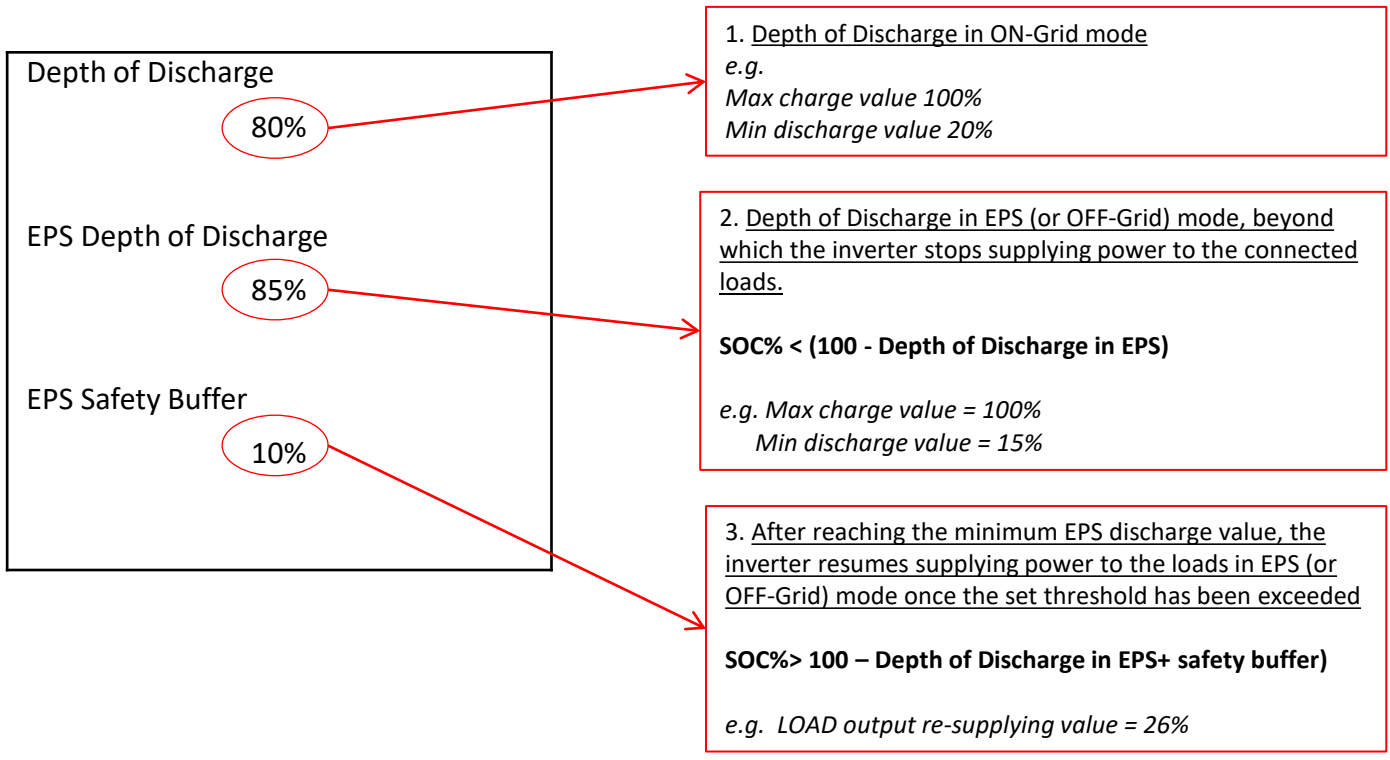 Depth of Discharge
80%
EPS Depth of Discharge
85%
EPS Safety Buffer
10%
1. Depth of Discharge in ON-Grid mode
e.g.
Max charge value 100%
Min discharge value 20%
2. Depth of Discharge in EPS (or OFF-Grid) mode, beyond
which the inverter stops supplying power to the connected
loads.
SOC% < (100 - Depth of Discharge in EPS)
e.g. Max charge value = 100%
Min discharge value = 15%
3. After reaching the minimum EPS discharge value, the
inverter resumes supplying power to the loads in EPS (or
OFF-Grid) mode once the set threshold has been exceeded
SOC%> 100 – Depth of Discharge in EPS+ safety buffer)
e.g. LOAD output re-supplying value = 26%